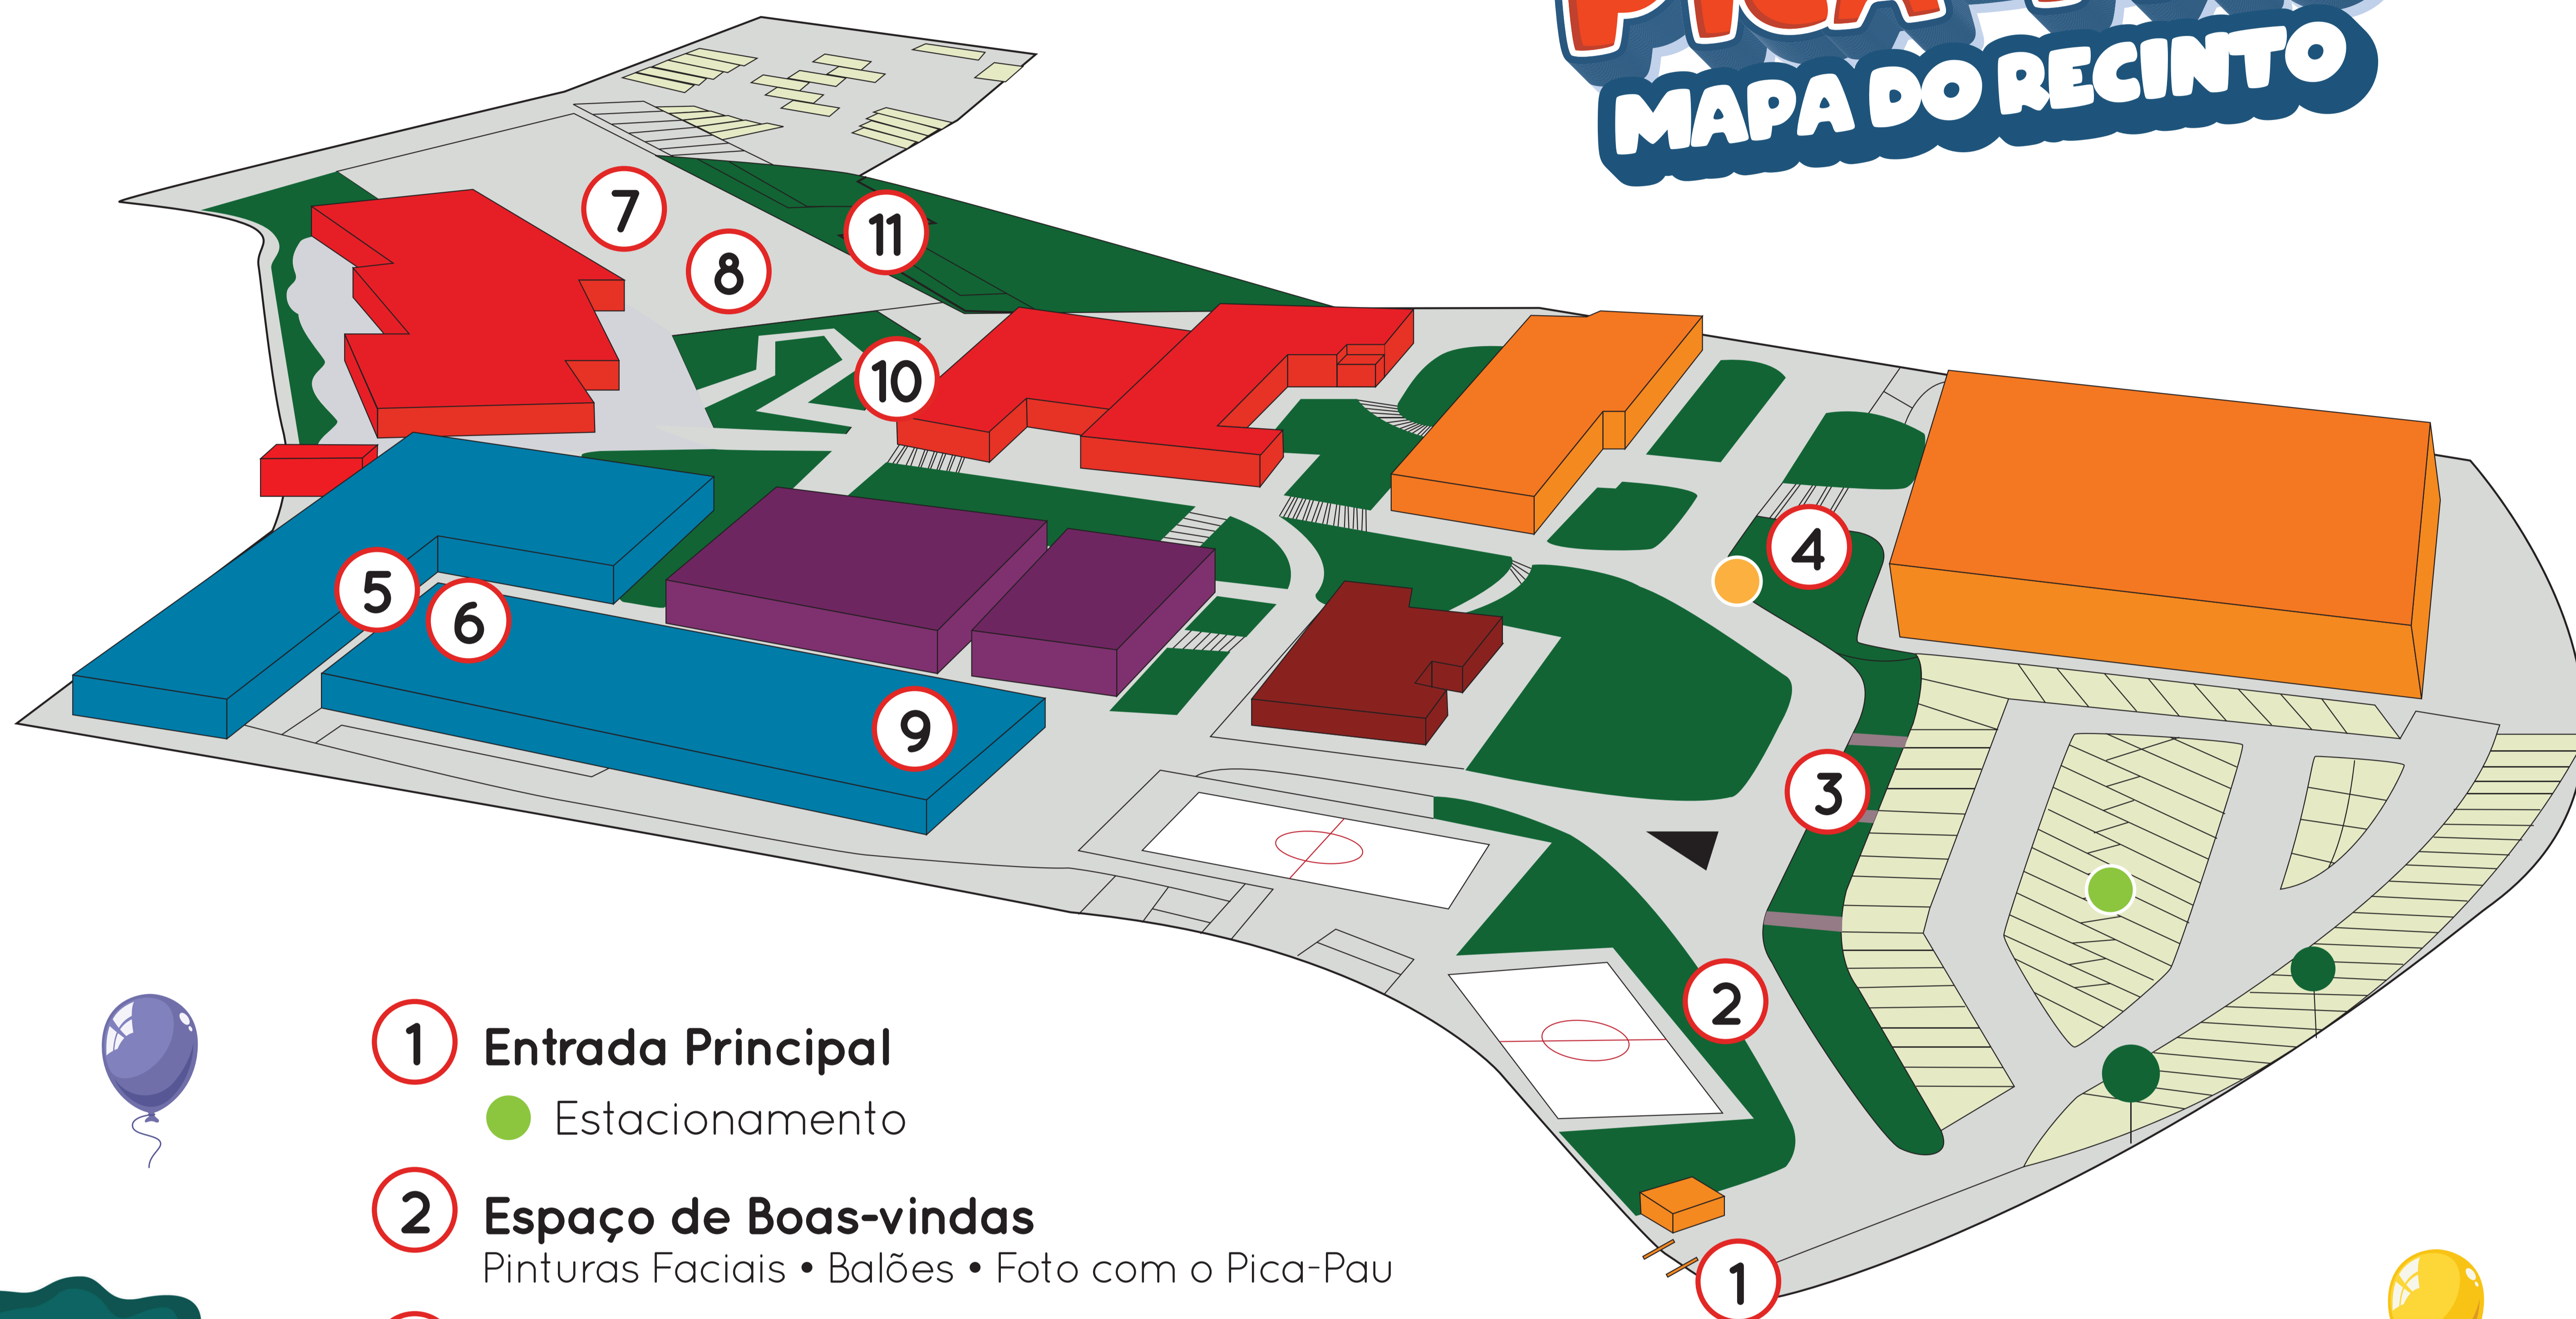 MAPA DO RECINTO
7
11
8
10
4
5
6
9
3
2
1
1 Entrada Principal
Estacionamento
2 Espaço de Boas-vindas
Pinturas Faciais • Balões • Foto com o Pica-Pau